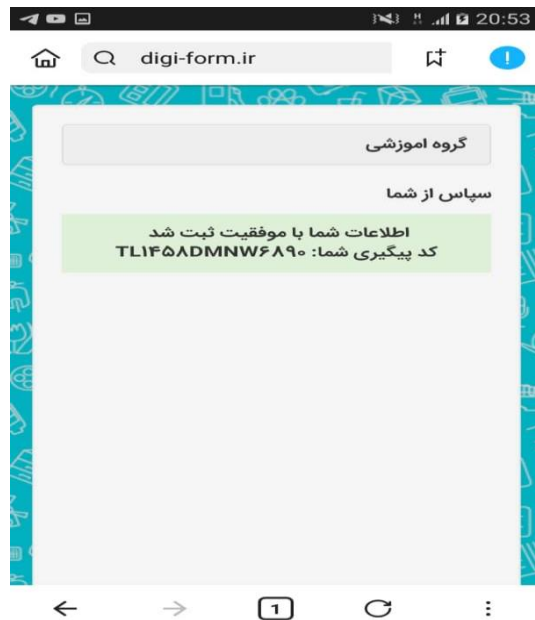 20:53
digi-form.ir
گروه اموزشی
سپاس از شما
اطلاعات شما با موفقیت ثبت شد
کد پیگیری شما: TL۱۴۵۸DMNW۶۸۹۰
1